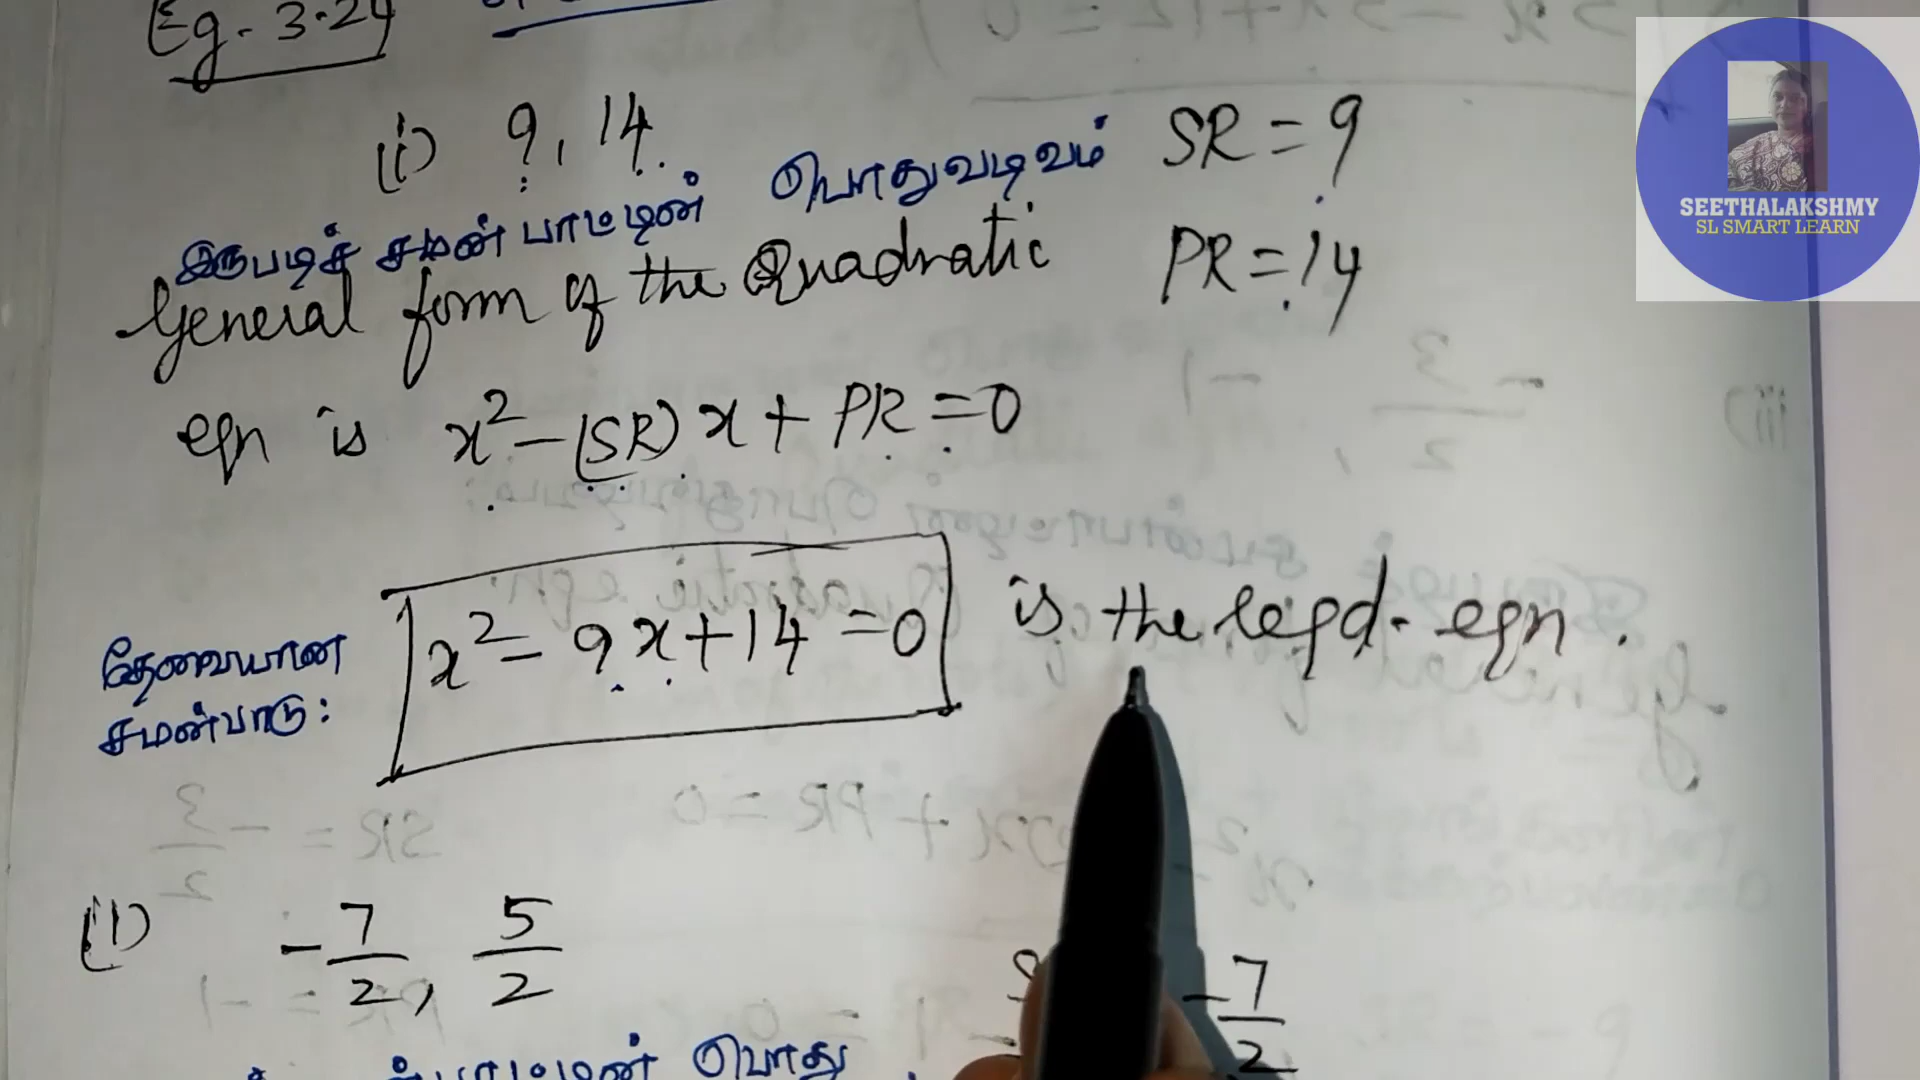 Eg. 3.24
(i) 9, 14.
SR = 9
இருபடிச் சமன்பாட்டின் பொதுவடிவம்
PR = 14
General form of the Quadratic
eqn is x² - (SR) x + PR = 0
x² - 9x + 14 = 0 is the reqd. eqn.
தேவையான
சமன்பாடு:
(i) -7/2, 5/2
-7/2
பொது
SEETHALAKSHMY
SL SMART LEARN